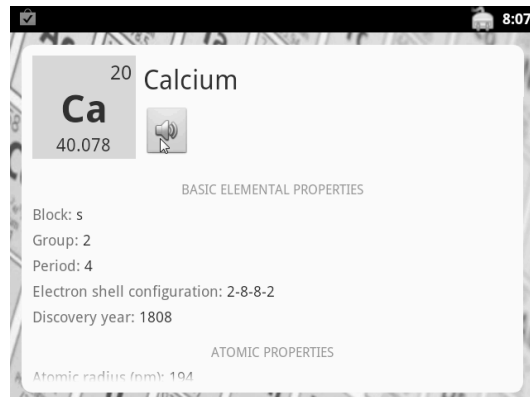 8:07
20
Calcium
Ca
40.078
BASIC ELEMENTAL PROPERTIES
Block: s
Group: 2
Period: 4
Electron shell configuration: 2-8-8-2
Discovery year: 1808
ATOMIC PROPERTIES
Atomic radius (pm): 194